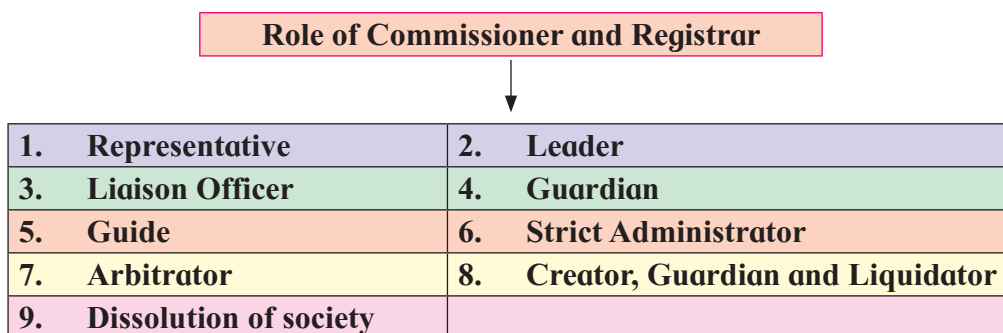 Role of Commissioner and Registrar
1. Representative 2. Leader
3. Liaison Officer 4. Guardian
5. Guide 6. Strict Administrator
7. Arbitrator 8. Creator, Guardian and Liquidator
9. Dissolution of society